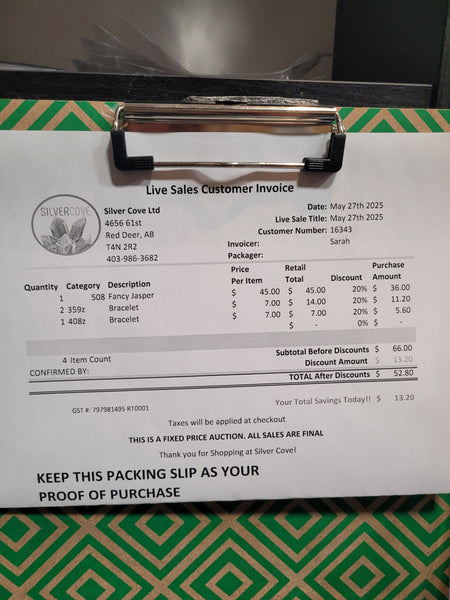 Live Sales Customer Invoice
SILVERCOVE
Silver Cove Ltd
4656 61st
Red Deer, AB
T4N 2R2
403-986-3682
Date: May 27th 2025
Live Sale Title: May 27th 2025
Customer Number: 16343
Invoicer: Sarah
Packager:
Quantity Category Description Price Per Item Retail Total Discount Purchase Amount
1 508 Fancy Jasper $ 45.00 $ 45.00 20% $ 36.00
2 359z Bracelet $ 7.00 $ 14.00 20% $ 11.20
1 408z Bracelet $ 7.00 $ 7.00 20% $ 5.60
$ - 0% $ -
4 Item Count
Subtotal Before Discounts $ 66.00
CONFIRMED BY:
Discount Amount $ 13.20
TOTAL After Discounts $ 52.80
Your Total Savings Today!! $ 13.20
GST #: 797981495 RT0001
Taxes will be applied at checkout
THIS IS A FIXED PRICE AUCTION. ALL SALES ARE FINAL
Thank you for Shopping at Silver Cove!
KEEP THIS PACKING SLIP AS YOUR
PROOF OF PURCHASE